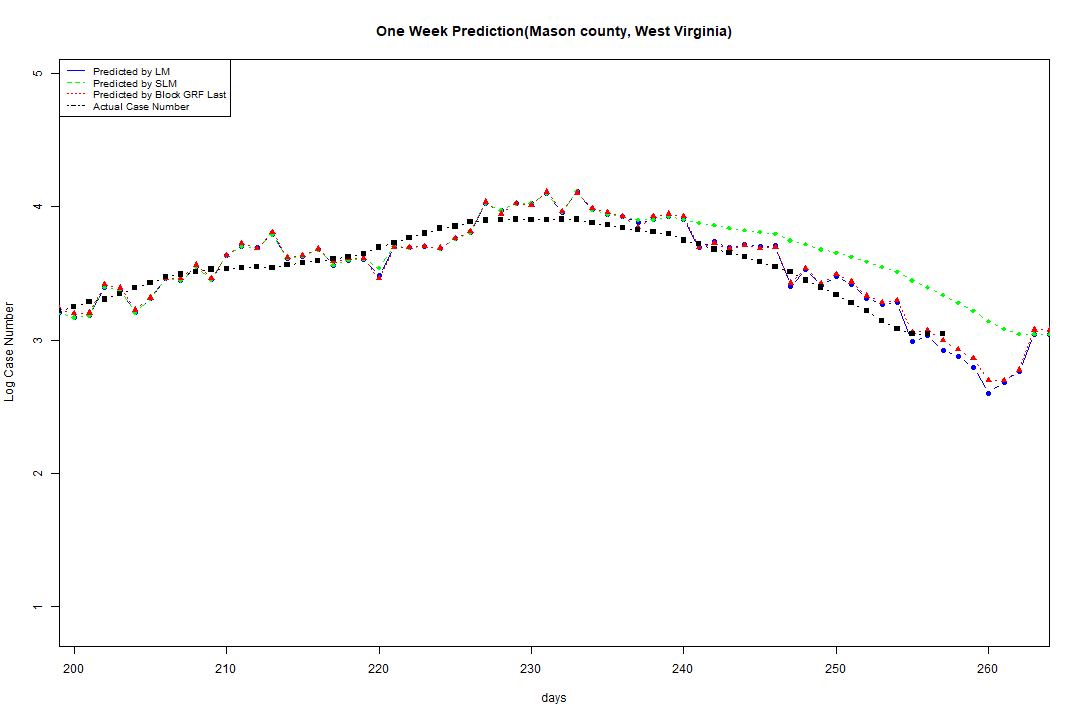 One Week Prediction(Mason county, West Virginia)
Predicted by LM
Predicted by SLM
Predicted by Block GRF Last
Actual Case Number
5
4
3
2
1
Log Case Number
200 210 220 230 240 250 260
days